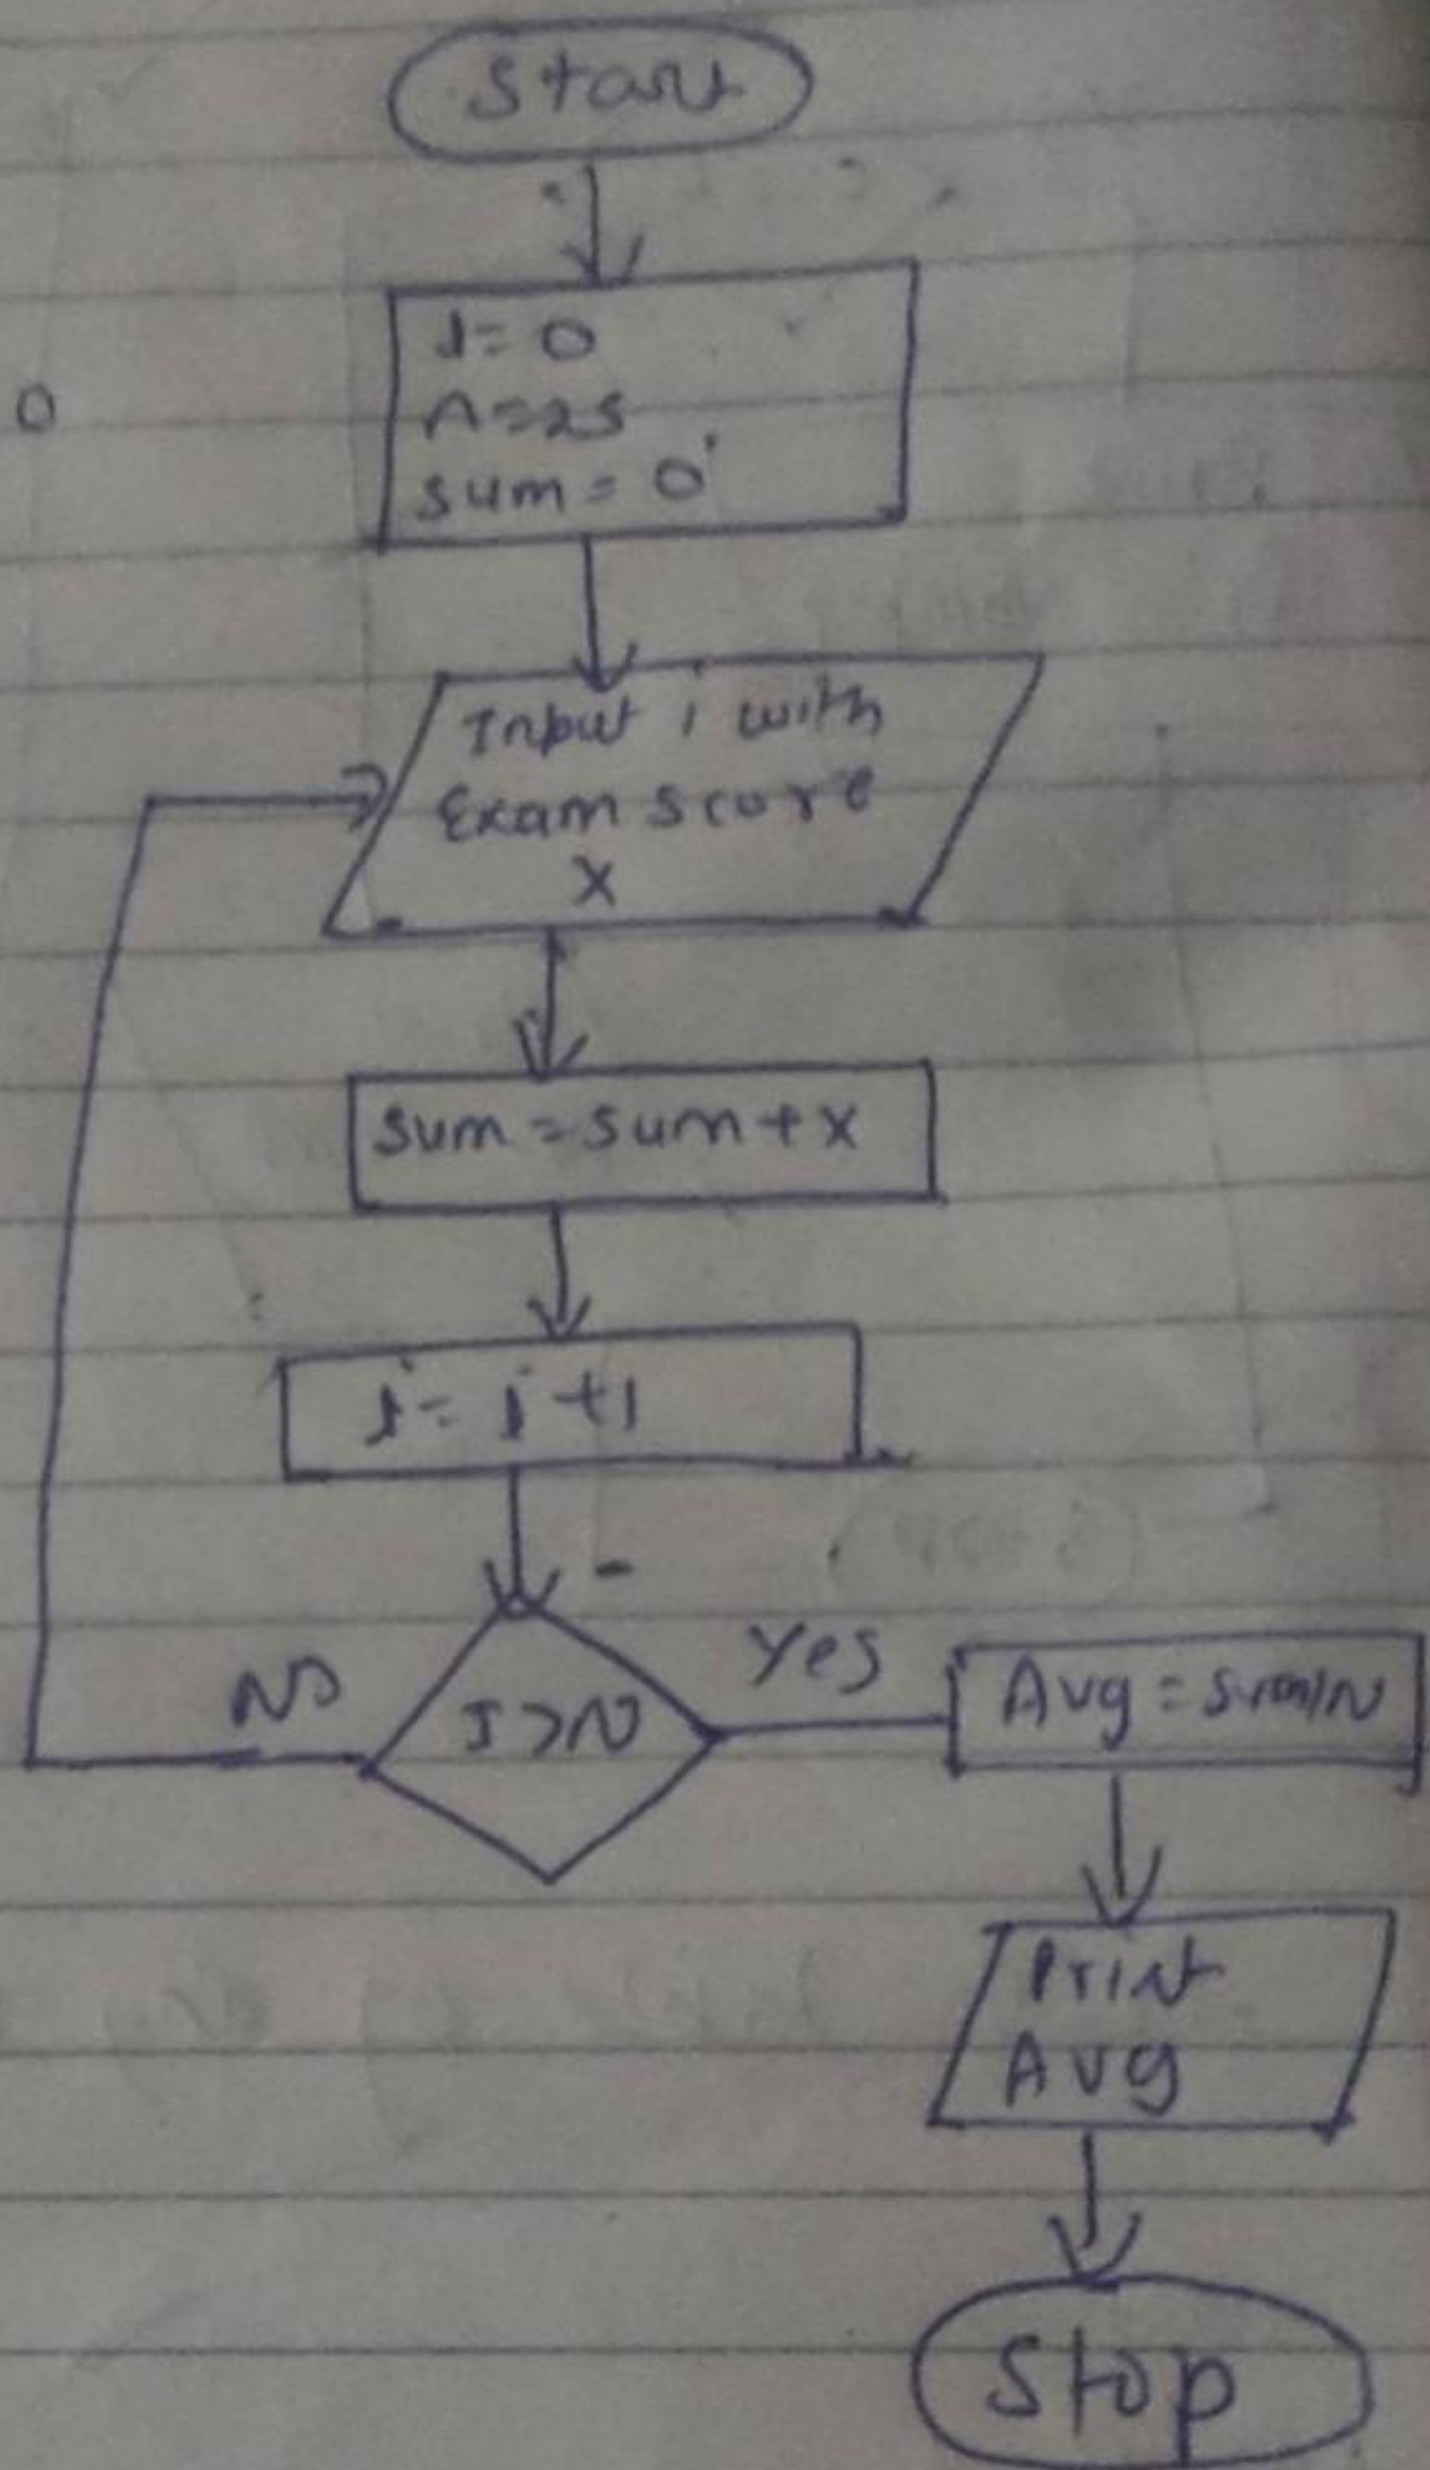 Start
i = 0
n = 25
sum = 0
0
Input i with
Exam score
X
sum = sum + x
i = i + 1
I > N
No
Yes
Avg = sum/N
Print
Avg
Stop